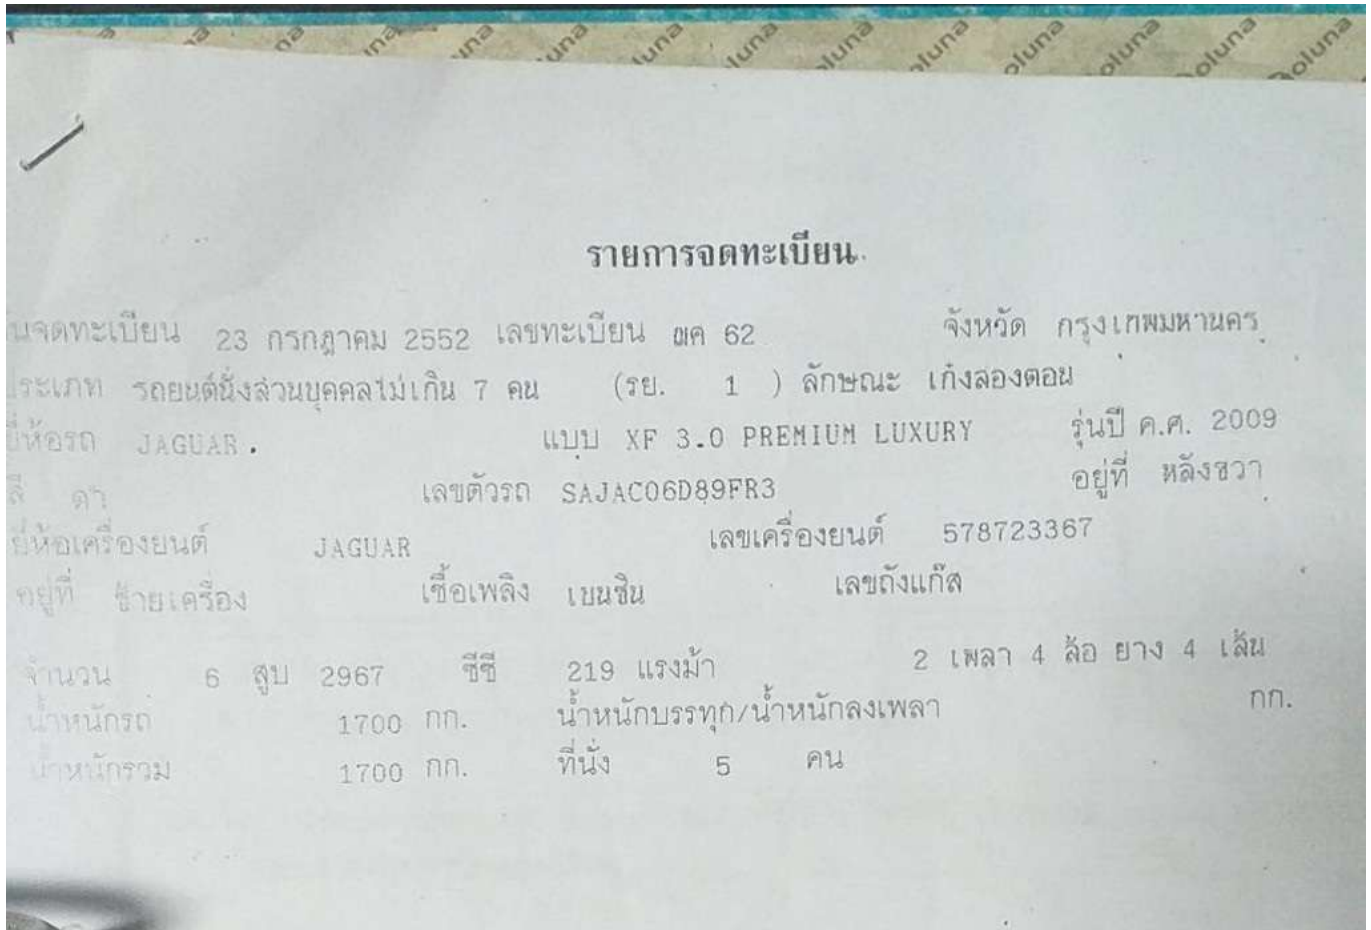 oluna oluna oluna oluna oluna oluna
รายการจดทะเบียน
วันจดทะเบียน 23 กรกฎาคม 2552 เลขทะเบียน 62 จังหวัด กรุงเทพมหานคร
ประเภท รถยนต์นั่งส่วนบุคคลไม่เกิน 7 คน (รย. 1 ) ลักษณะ เก๋งสองตอน
ยี่ห้อรถ JAGUAR. แบบ XF 3.0 PREMIUM LUXURY รุ่นปี ค.ศ. 2009
สี ดำ เลขตัวรถ SAJAC06D89FR3 อยู่ที่ หลังขวา
ยี่ห้อเครื่องยนต์ JAGUAR เลขเครื่องยนต์ 578723367
อยู่ที่ ซ้ายเครื่อง เชื้อเพลิง เบนซิน เลขถังแก๊ส
จำนวน 6 สูบ 2967 ซีซี 219 แรงม้า 2 เพลา 4 ล้อ ยาง 4 เส้น
น้ำหนักรถ 1700 กก. น้ำหนักบรรทุก/น้ำหนักลงเพลา กก.
น้ำหนักรวม 1700 กก. ที่นั่ง 5 คน